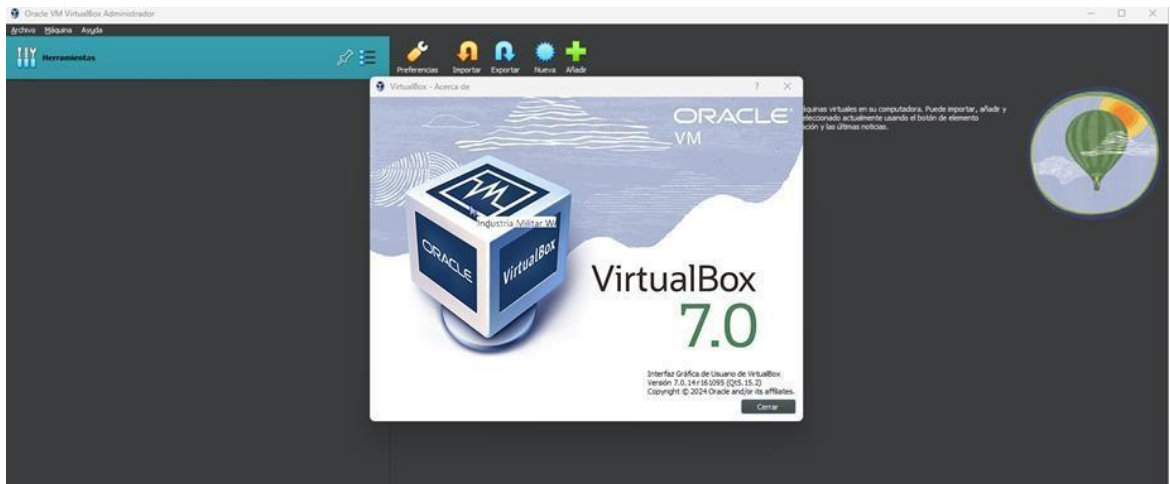 Oracle VM VirtualBox Administrador
Archivo Máquina Ayuda
Herramientas
Preferencias Importar Exportar Nueva Añadir
VirtualBox - Acerca de
máquinas virtuales en su computadora. Puede importar, añadir y
seleccionado actualmente usando el botón de elemento
ción y las últimas noticias.
ORACLE
VM
Industria Militar
ORACLE
VirtualBox
VirtualBox
7.0
Interfaz Gráfica de Usuario de VirtualBox
Versión 7.0.14 r161095 (Qt5.15.2)
Copyright © 2024 Oracle and/or its affiliates.
Cerrar